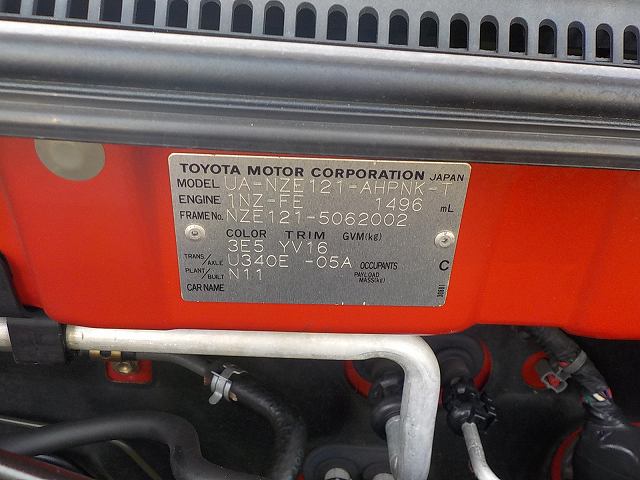 TOYOTA MOTOR CORPORATION JAPAN
MODEL UA-NZE121-AHPNK-T
ENGINE 1NZ-FE 1496 mL
FRAME No. NZE121-5062002
COLOR TRIM GVM(kg)
3E5 YV16
TRANS/AXLE U340E -05A OCCUPANTS C
PLANT/BUILT N11 PAYLOAD MASS(kg)
CAR NAME